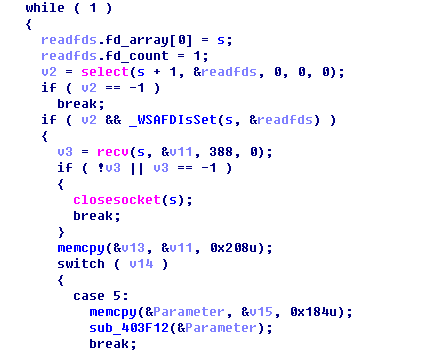 while ( 1 )
{
readfds.fd_array[0] = s;
readfds.fd_count = 1;
v2 = select(s + 1, &readfds, 0, 0, 0);
if ( v2 == -1 )
break;
if ( v2 && _WSAFDIsSet(s, &readfds) )
{
v3 = recv(s, &v11, 388, 0);
if ( !v3 || v3 == -1 )
{
closesocket(s);
break;
}
memcpy(&v13, &v11, 0x208u);
switch ( v14 )
{
case 5:
memcpy(&Parameter, &v15, 0x184u);
sub_403F12(&Parameter);
break;